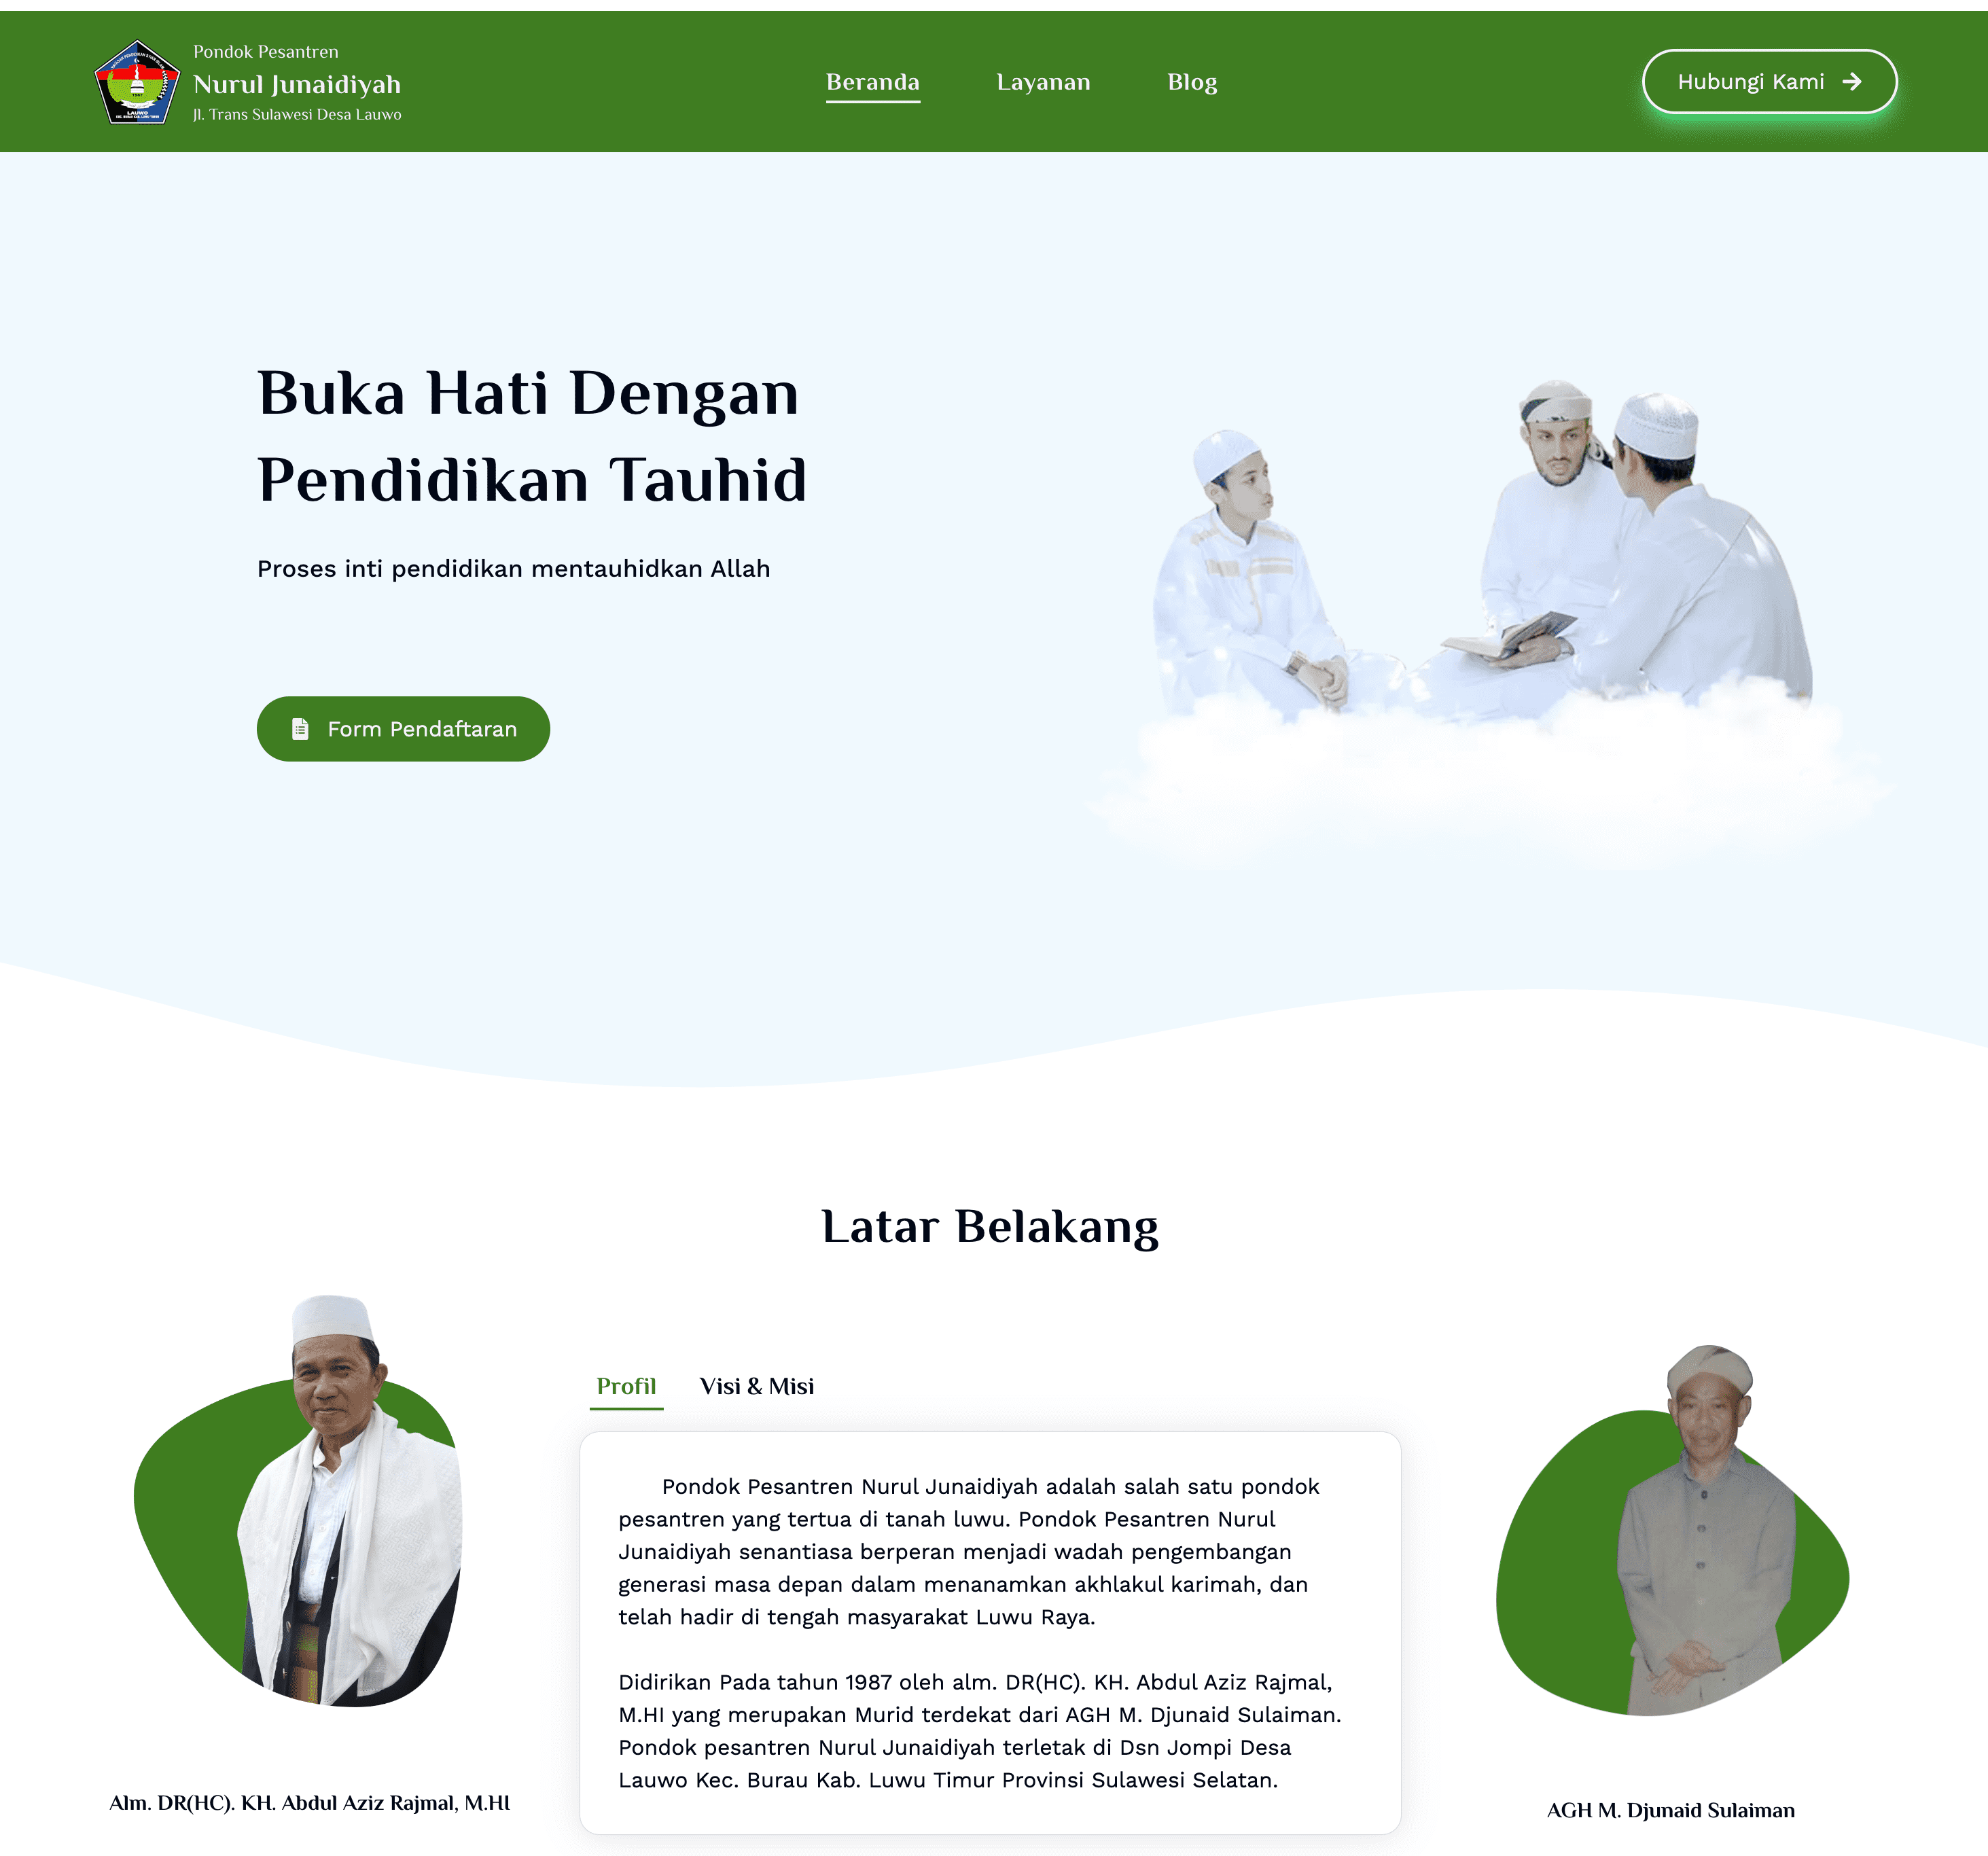 Pondok Pesantren
Nurul Junaidiyah
Jl. Trans Sulawesi Desa Lauwo
Beranda
Layanan
Blog
Hubungi Kami
LAUWO
Buka Hati Dengan
Pendidikan Tauhid
Proses inti pendidikan mentauhidkan Allah
Form Pendaftaran
Latar Belakang
Profil
Visi & Misi
Pondok Pesantren Nurul Junaidiyah adalah salah satu pondok
pesantren yang tertua di tanah luwu. Pondok Pesantren Nurul
Junaidiyah senantiasa berperan menjadi wadah pengembangan
generasi masa depan dalam menanamkan akhlakul karimah, dan
telah hadir di tengah masyarakat Luwu Raya.
Didirikan Pada tahun 1987 oleh alm. DR(HC). KH. Abdul Aziz Rajmal,
M.HI yang merupakan Murid terdekat dari AGH M. Djunaid Sulaiman.
Pondok pesantren Nurul Junaidiyah terletak di Dsn Jompi Desa
Lauwo Kec. Burau Kab. Luwu Timur Provinsi Sulawesi Selatan.
Alm. DR(HC). KH. Abdul Aziz Rajmal, M.HI
AGH M. Djunaid Sulaiman